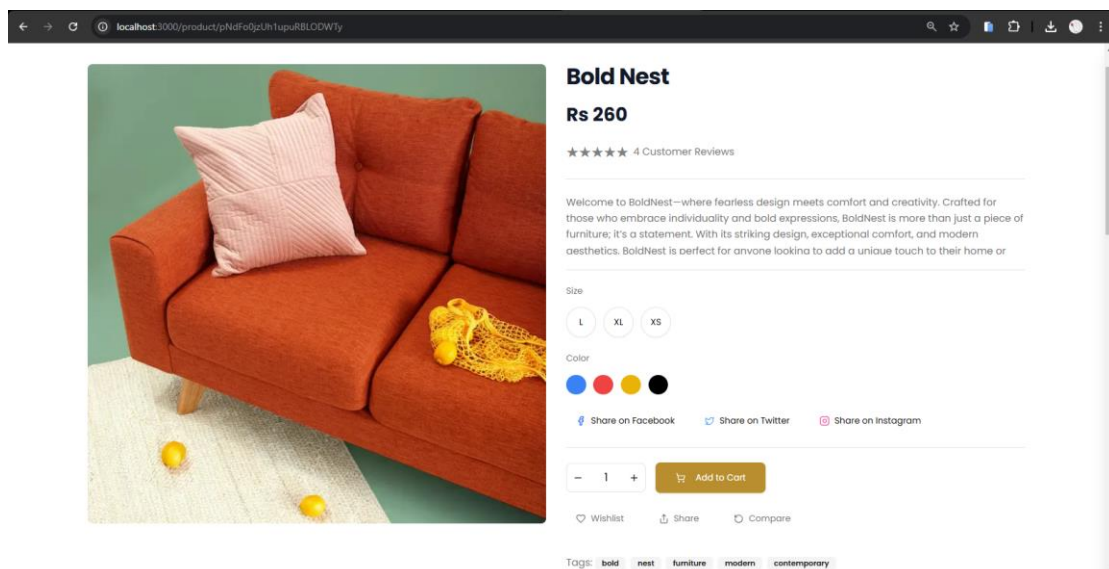 localhost:3000/product/pNdFo0jzUh1upuRBLODWTy
Bold Nest
Rs 260
★★★★★ 4 Customer Reviews
Welcome to BoldNest—where fearless design meets comfort and creativity. Crafted for
those who embrace individuality and bold expressions, BoldNest is more than just a piece of
furniture; it's a statement. With its striking design, exceptional comfort, and modern
aesthetics, BoldNest is perfect for anyone looking to add a unique touch to their home or
Size
L XL XS
Color
Share on Facebook Share on Twitter Share on Instagram
− 1 + Add to Cart
Wishlist Share Compare
Tags: bold nest furniture modern contemporary